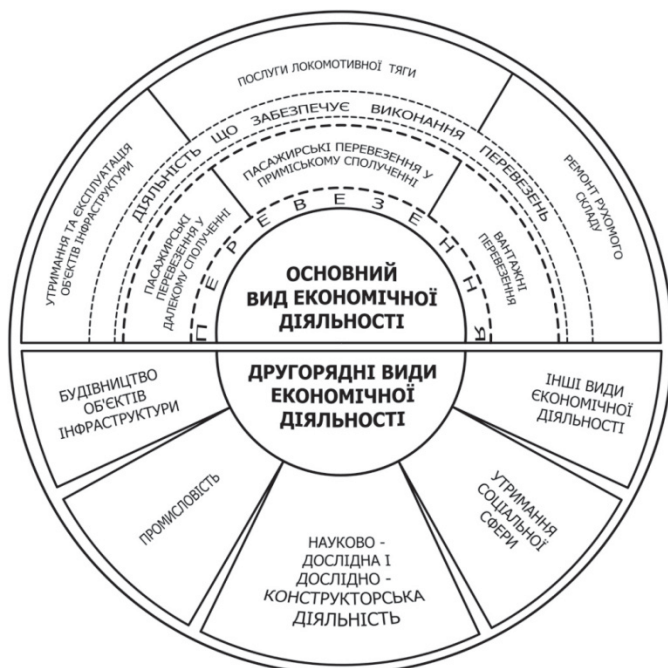 ПОСЛУГИ ЛОКОМОТИВНОЇ ТЯГИ
УТРИМАННЯ ТА ЄКСПЛУАТАЦІЯ
ОБ'ЄКТІВ ІНФРАСТРУКТУРИ
РЕМОНТ РУХОМОГО
СКЛАДУ
ДІЯЛЬНІСТЬ ЩО ЗАБЕЗПЕЧУЄ ВИКОНАННЯ ПЕРЕВЕЗЕНЬ
ПАСАЖИРСЬКІ ПЕРЕВЕЗЕННЯ У
ПРИМІСЬКОМУ СПОЛУЧЕННІ
ПАСАЖИРСЬКІ
ПЕРЕВЕЗЕННЯ У
ДАЛЕКОМУ СПОЛУЧЕННІ
ВАНТАЖНІ
ПЕРЕВЕЗЕННЯ
ПЕРЕВЕЗЕННЯ
ОСНОВНИЙ
ВИД ЕКОНОМІЧНОЇ
ДІЯЛЬНОСТІ
ДРУГОРЯДНІ ВИДИ
ЕКОНОМІЧНОЇ
ДІЯЛЬНОСТІ
БУДІВНИЦТВО
ОБ'ЄКТІВ
ІНФРАСТРУКТУРИ
ПРОМИСЛОВІСТЬ
НАУКОВО -
ДОСЛІДНА І
ДОСЛІДНО -
КОНСТРУКТОРСЬКА
ДІЯЛЬНІСТЬ
УТРИМАННЯ
СОЦІАЛЬНОЇ
СФЕРИ
ІНШІ ВИДИ
ЄКОНОМІЧНОЇ
ДІЯЛЬНОСТІ